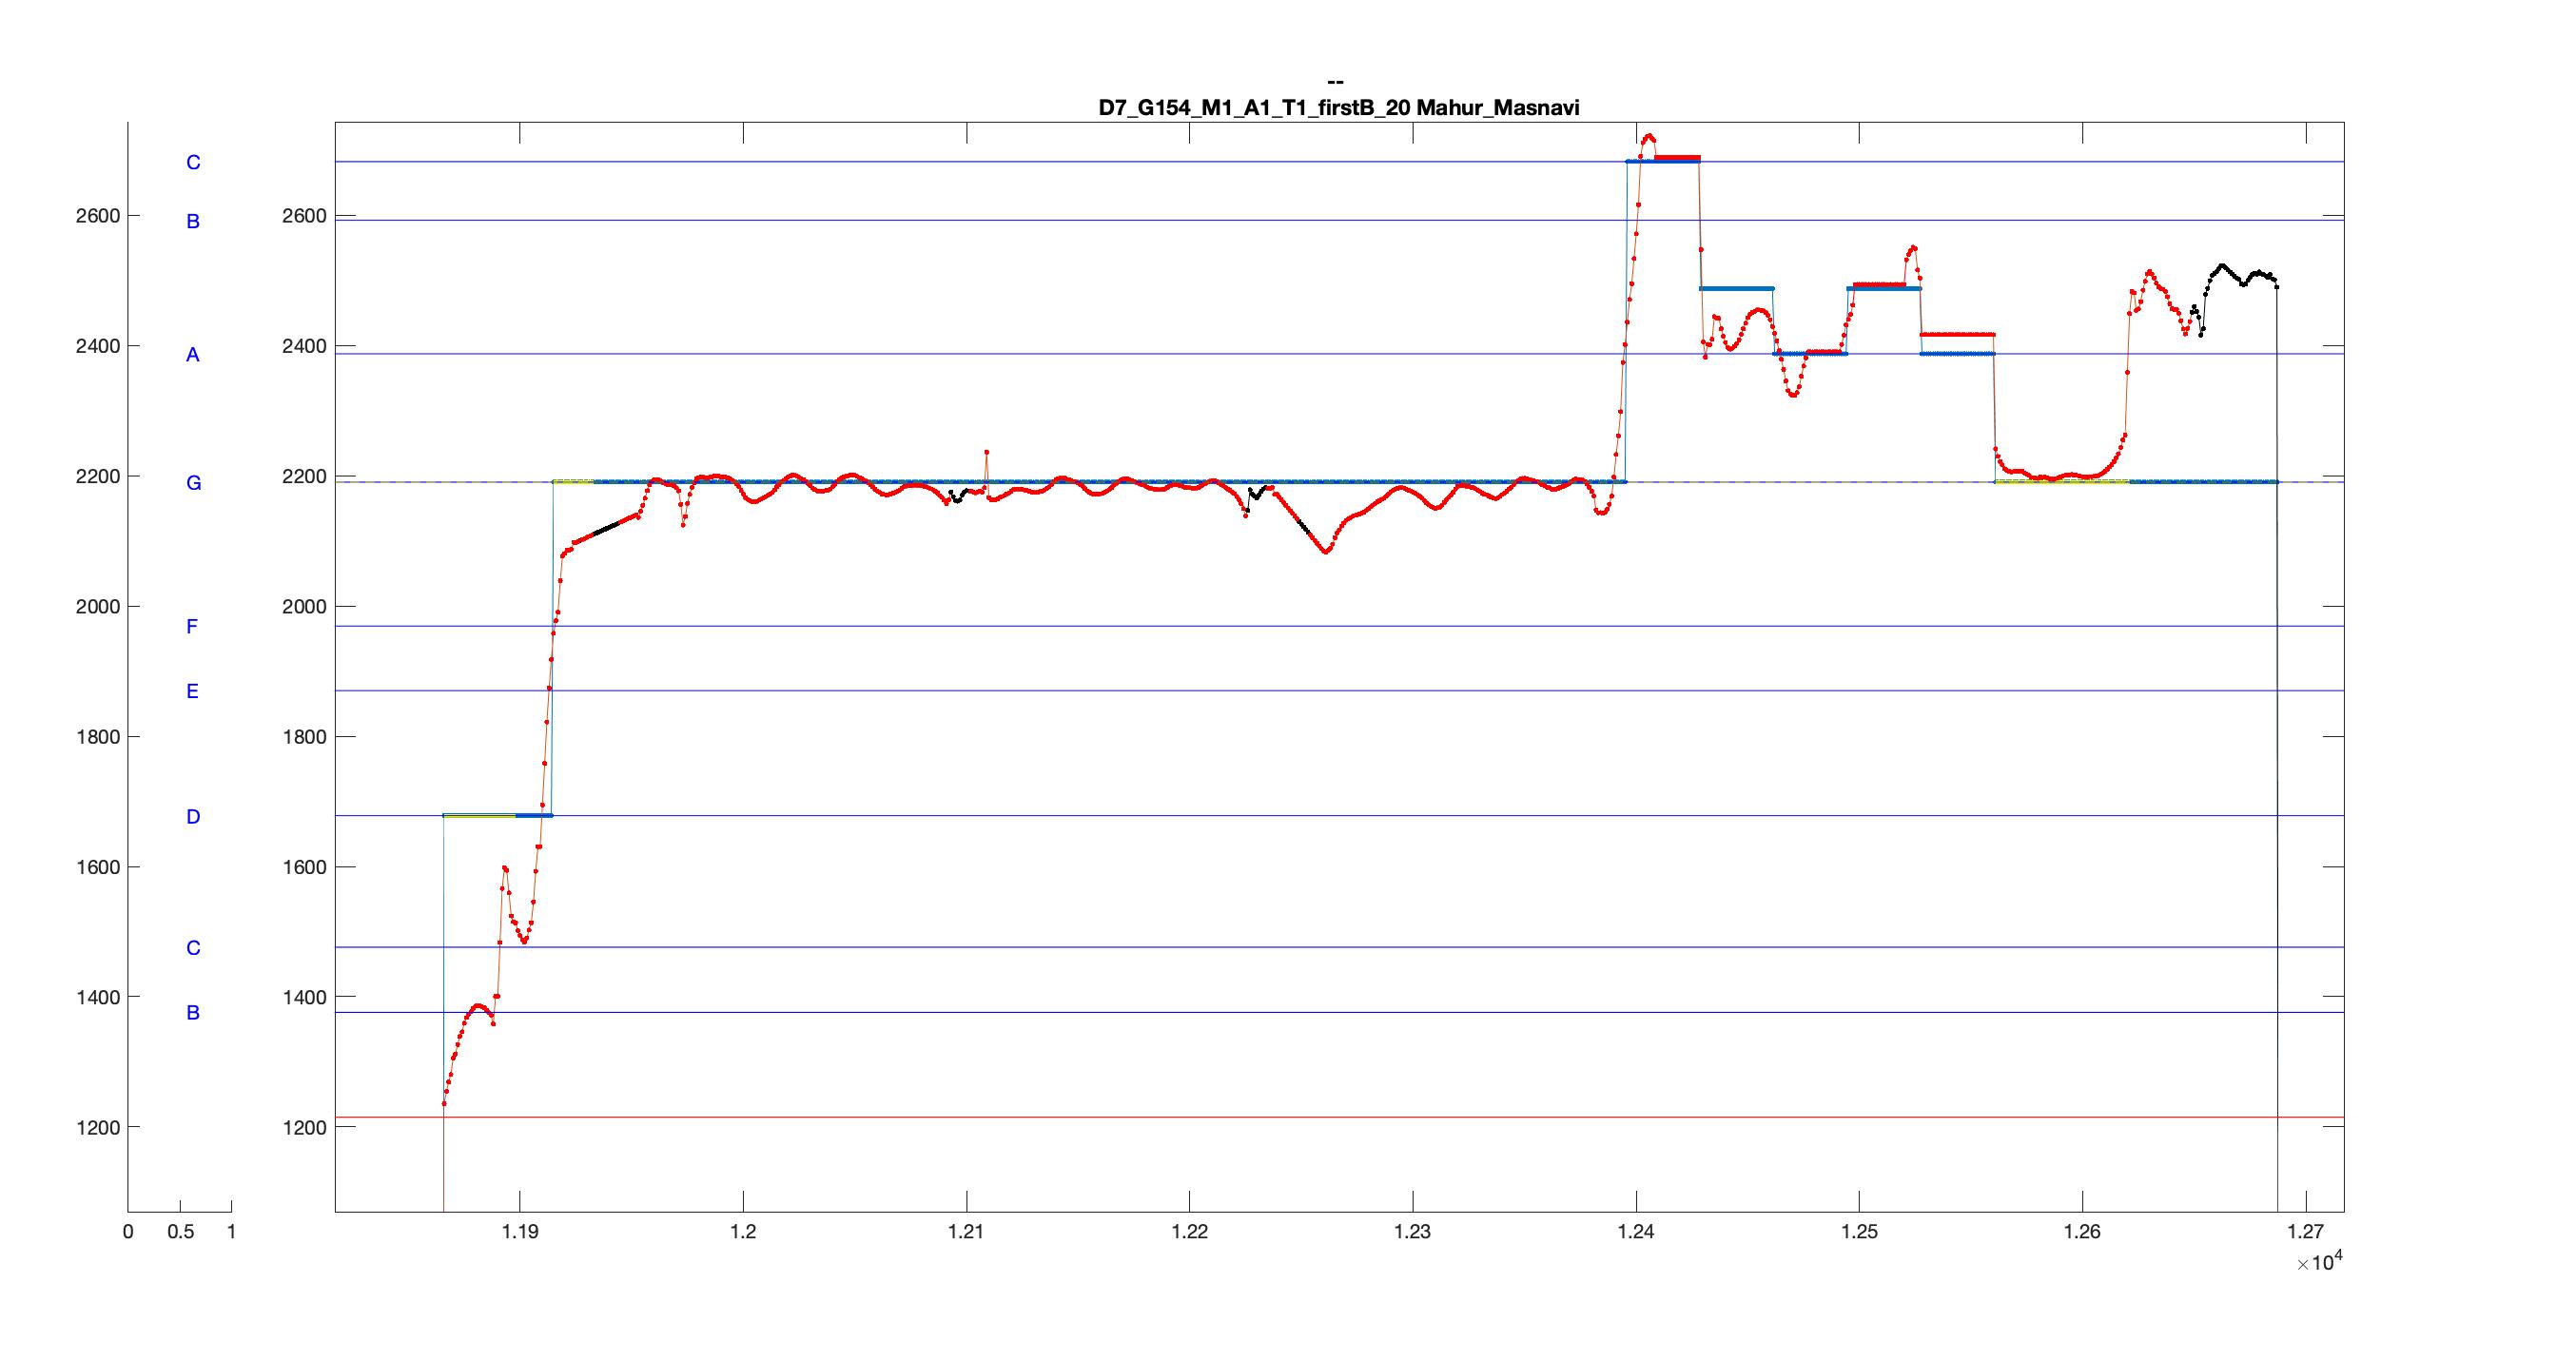 --
D7_G154_M1_A1_T1_firstB_20 Mahur_Masnavi
C
2600 2600
B
2400 2400
A
2200 2200
G
2000 2000
F
E
1800 1800
D
1600 1600
C
1400 1400
B
1200 1200
0 0.5 1 1.19 1.2 1.21 1.22 1.23 1.24 1.25 1.26 1.27
×10⁴